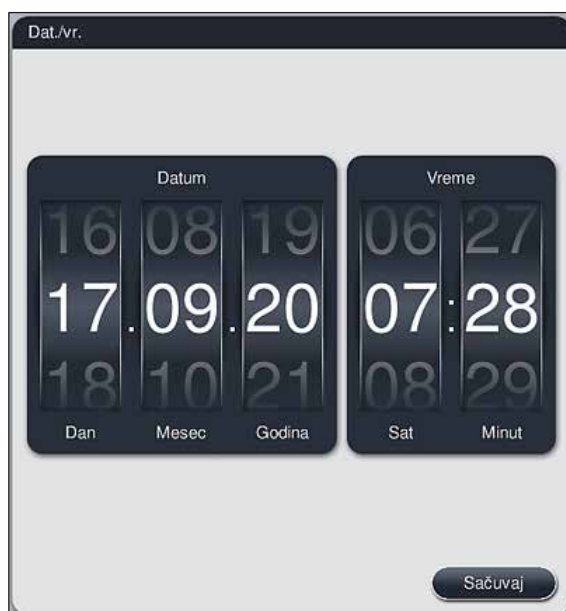 Dat./vr.
Datum
16 08 19
17.09.20
18 10 21
Dan Mesec Godina
Vreme
06 27
07:28
08 29
Sat Minut
Sačuvaj